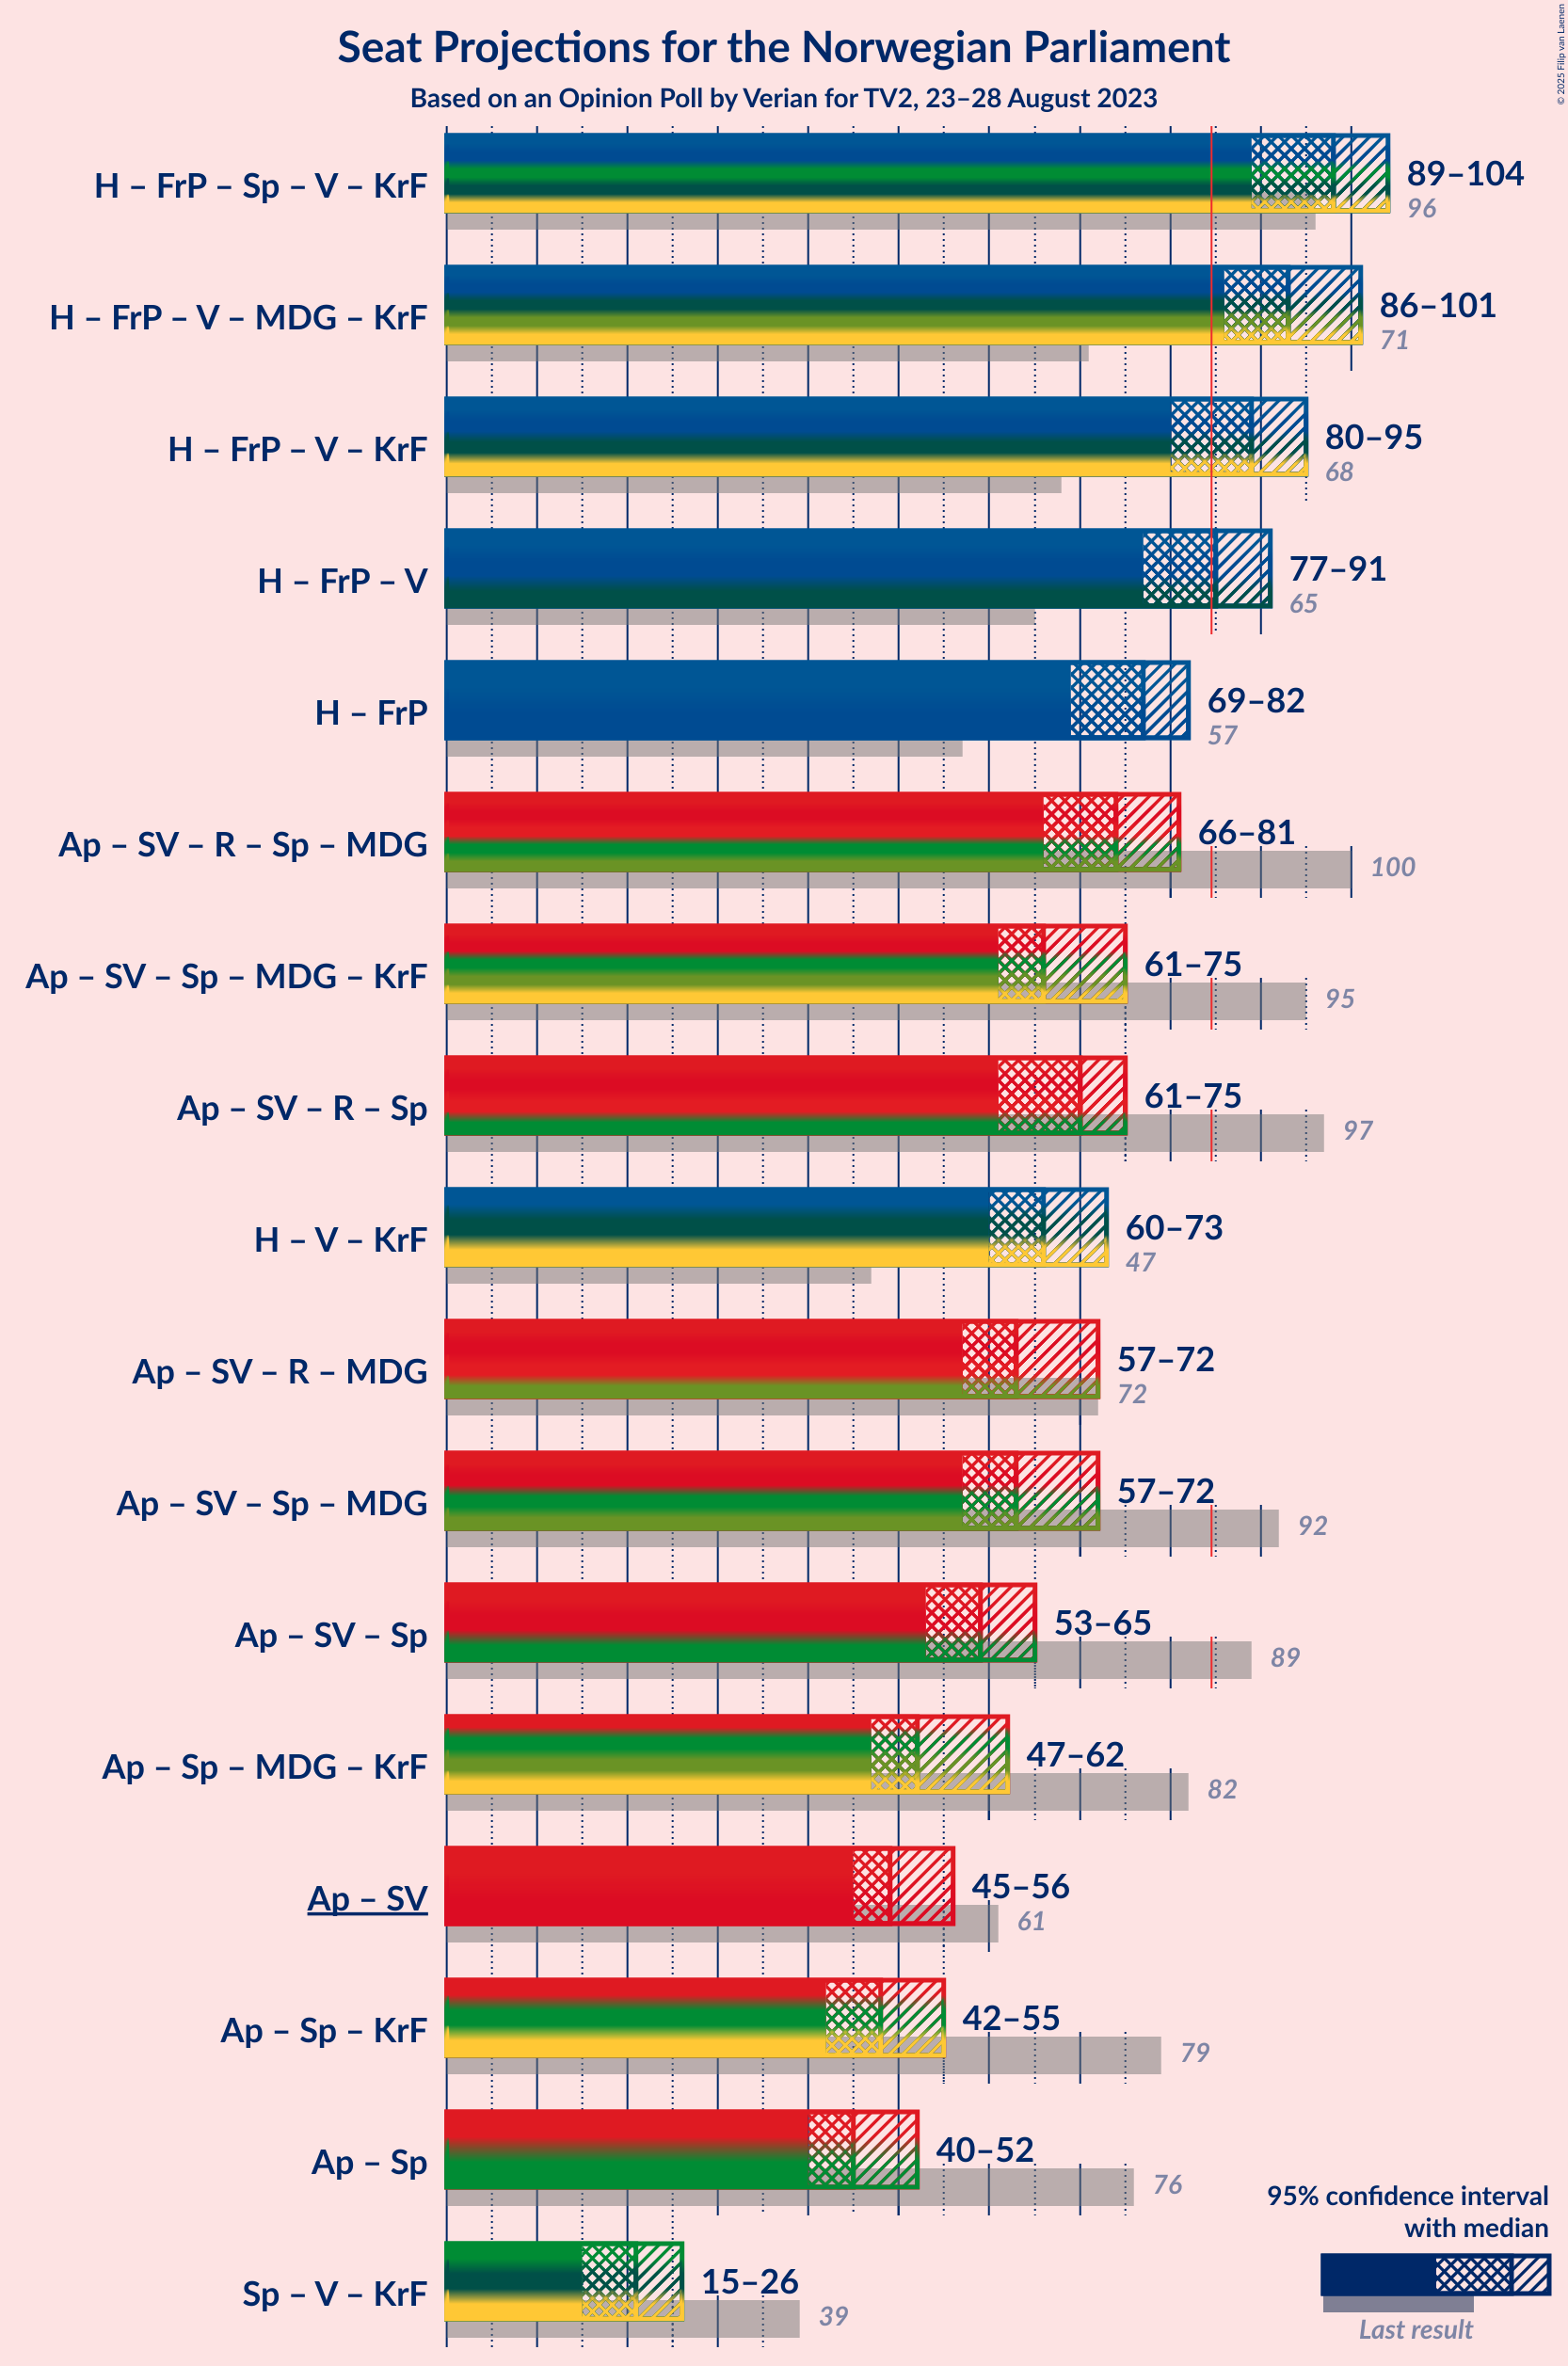 Seat Projections for the Norwegian Parliament
Based on an Opinion Poll by Verian for TV2, 23–28 August 2023
© 2025 Filip van Laenen
H – FrP – Sp – V – KrF
89–104
96
H – FrP – V – MDG – KrF
86–101
71
H – FrP – V – KrF
80–95
68
H – FrP – V
77–91
65
H – FrP
69–82
57
Ap – SV – R – Sp – MDG
66–81
100
Ap – SV – Sp – MDG – KrF
61–75
95
Ap – SV – R – Sp
61–75
97
H – V – KrF
60–73
47
Ap – SV – R – MDG
57–72
72
Ap – SV – Sp – MDG
57–72
92
Ap – SV – Sp
53–65
89
Ap – Sp – MDG – KrF
47–62
82
Ap – SV
45–56
61
Ap – Sp – KrF
42–55
79
Ap – Sp
40–52
76
Sp – V – KrF
15–26
39
95% confidence interval
with median
Last result